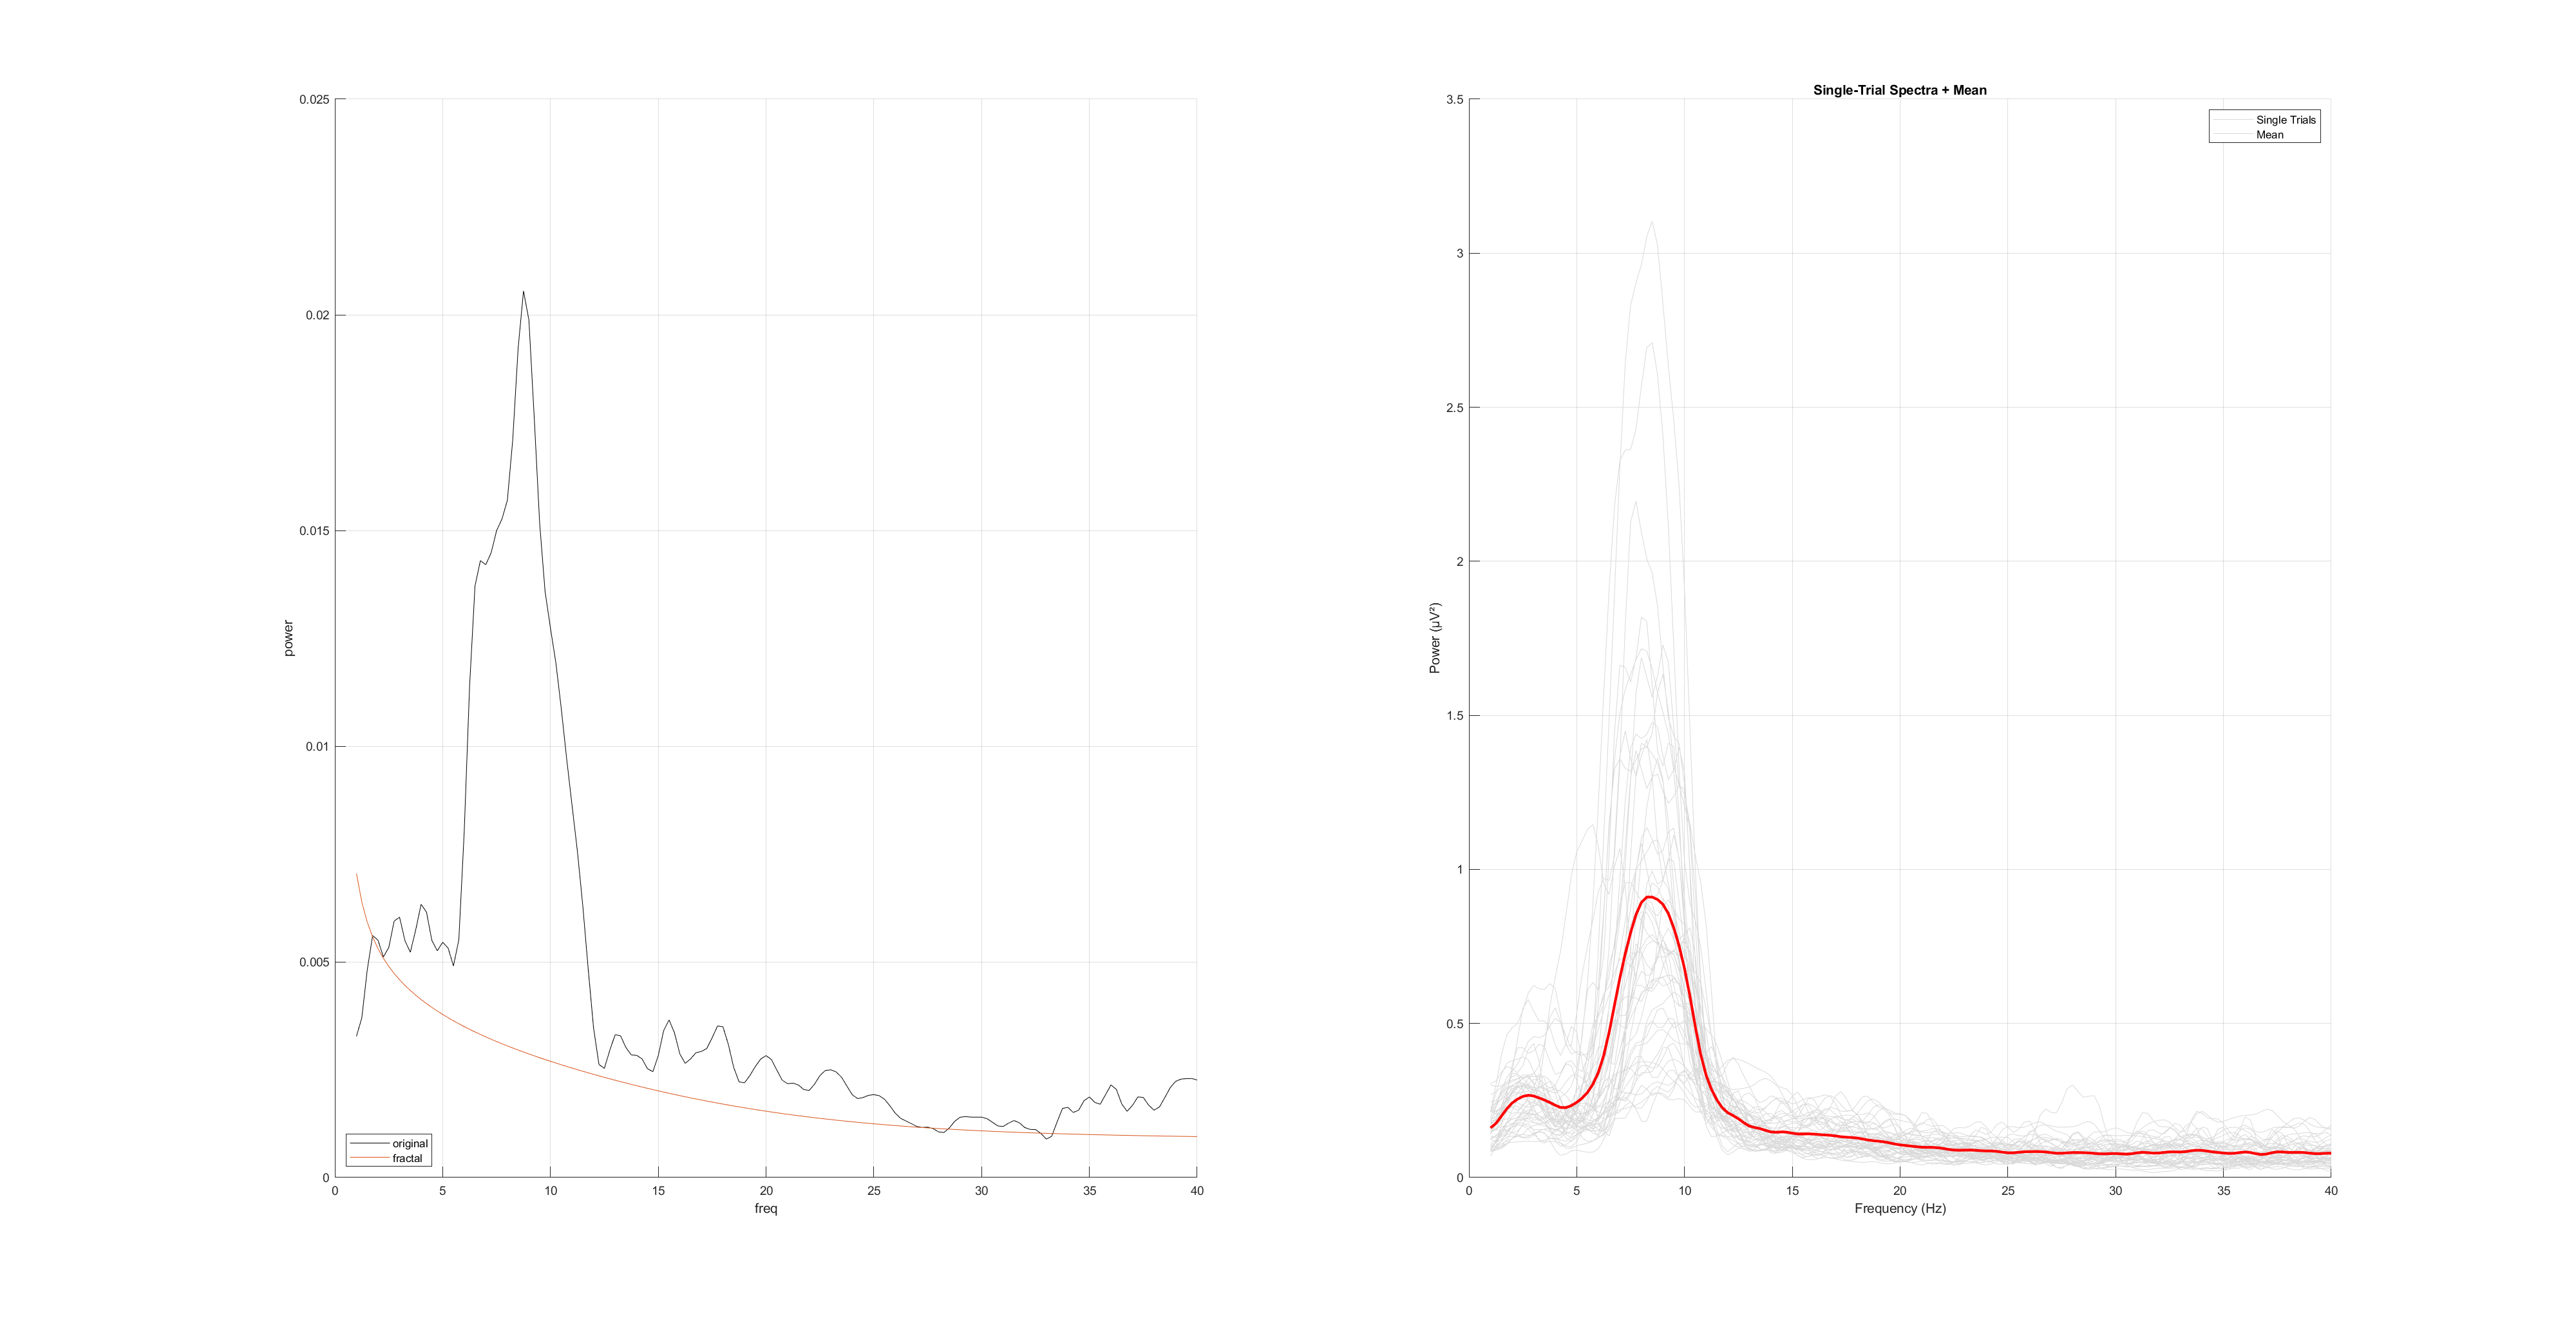 0.025
0.02
0.015
0.01
0.005
0
power
0 5 10 15 20 25 30 35 40
freq
original
fractal
Single-Trial Spectra + Mean
3.5
3
2.5
2
1.5
1
0.5
0
Power (µV²)
0 5 10 15 20 25 30 35 40
Frequency (Hz)
Single Trials
Mean